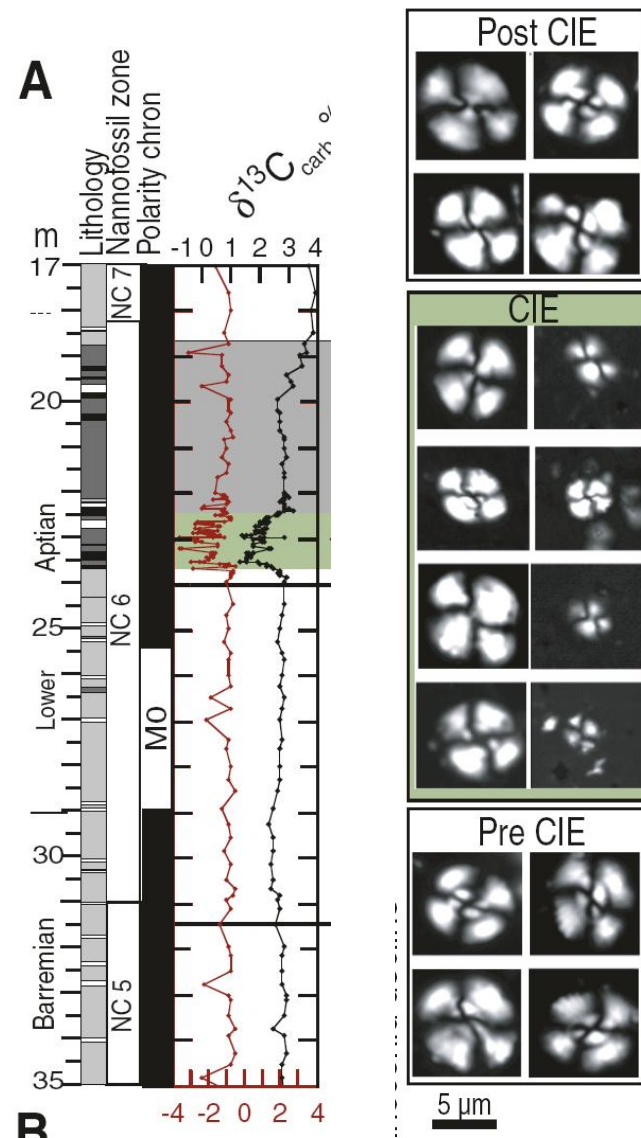 A
m
Lithology
Nannofossil zone
Polarity chron
δ13C carb %
-1 0 1 2 3 4
17
20
25
30
35
Aptian
Lower
Barremian
NC 7
NC 6
NC 5
MO
-4 -2 0 2 4
B
Post CIE
CIE
Pre CIE
5 µm